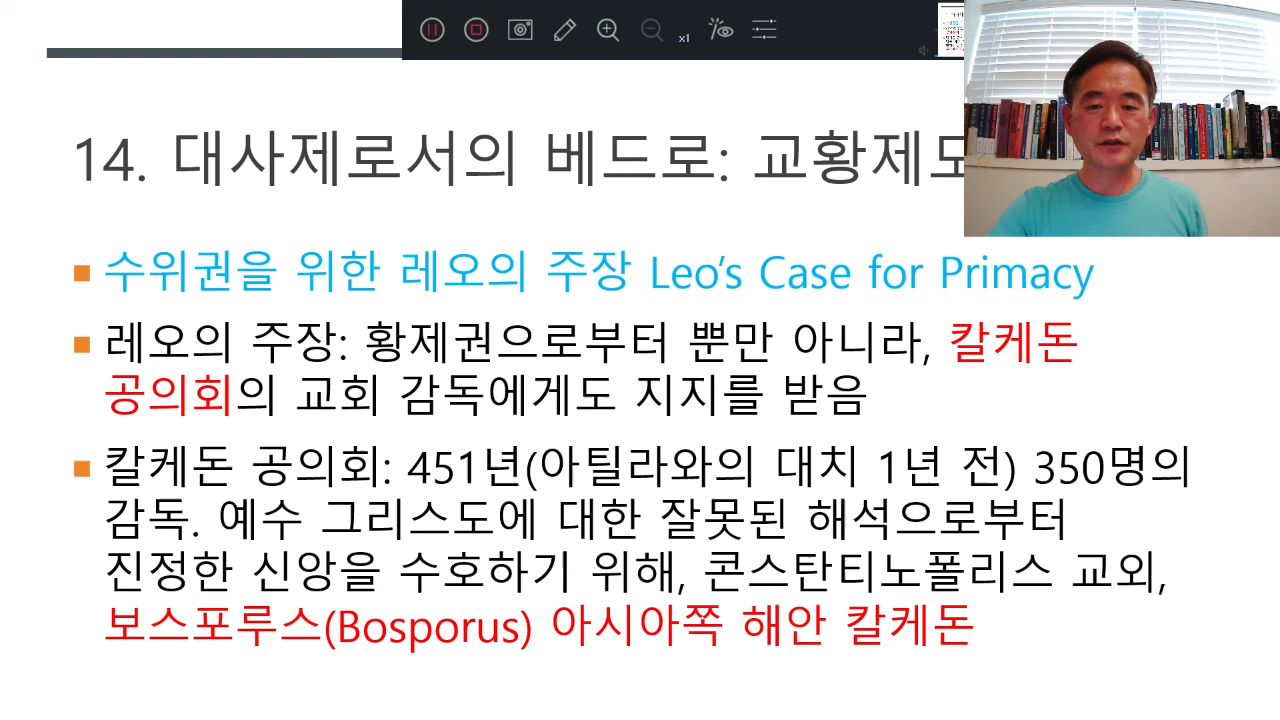 x1
14. 대사제로서의 베드로: 교황제도
수위권을 위한 레오의 주장 Leo's Case for Primacy
레오의 주장: 황제권으로부터 뿐만 아니라, 칼케돈
공의회의 교회 감독에게도 지지를 받음
칼케돈 공의회: 451년(아틸라와의 대치 1년 전) 350명의
감독. 예수 그리스도에 대한 잘못된 해석으로부터
진정한 신앙을 수호하기 위해, 콘스탄티노폴리스 교외,
보스포루스(Bosporus) 아시아쪽 해안 칼케돈